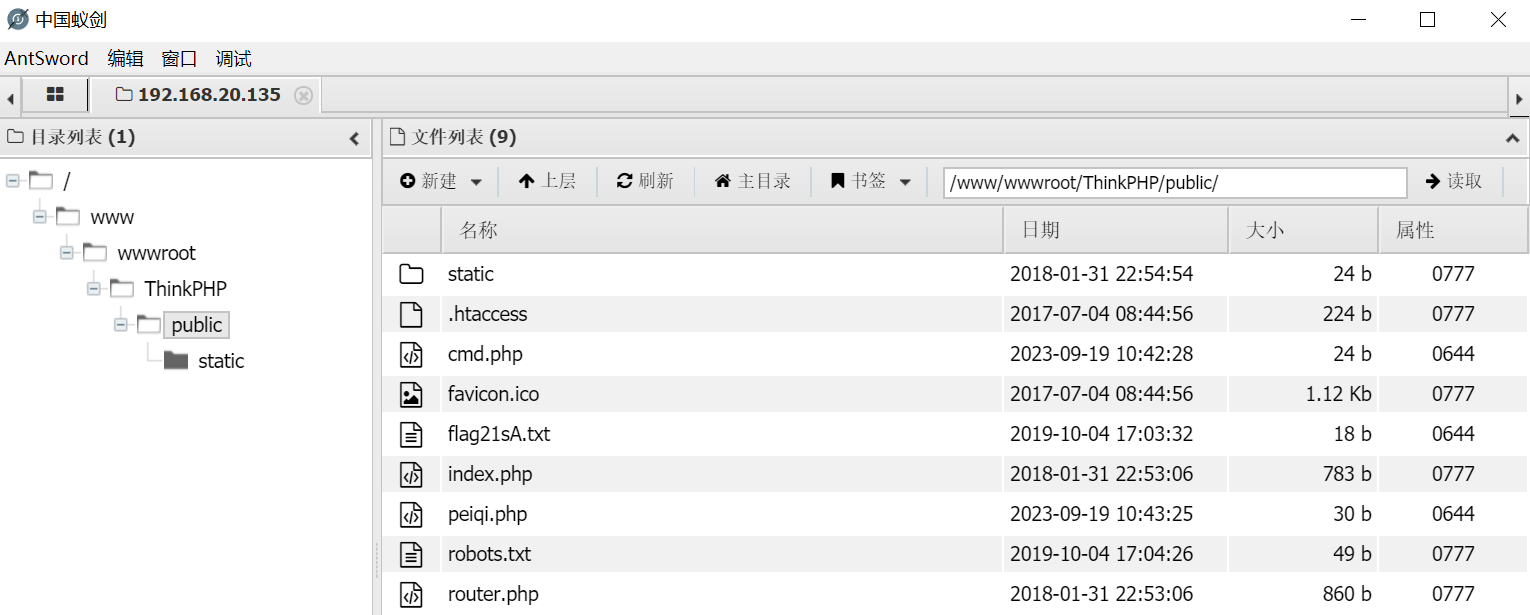 中国蚁剑
AntSword 编辑 窗口 调试
192.168.20.135
目录列表 (1)
/
www
wwwroot
ThinkPHP
public
static
文件列表 (9)
新建 上层 刷新 主目录 书签 /www/wwwroot/ThinkPHP/public/ 读取
名称 日期 大小 属性
static 2018-01-31 22:54:54 24 b 0777
.htaccess 2017-07-04 08:44:56 224 b 0777
cmd.php 2023-09-19 10:42:28 24 b 0644
favicon.ico 2017-07-04 08:44:56 1.12 Kb 0777
flag21sA.txt 2019-10-04 17:03:32 18 b 0644
index.php 2018-01-31 22:53:06 783 b 0777
peiqi.php 2023-09-19 10:43:25 30 b 0644
robots.txt 2019-10-04 17:04:26 49 b 0777
router.php 2018-01-31 22:53:06 860 b 0777